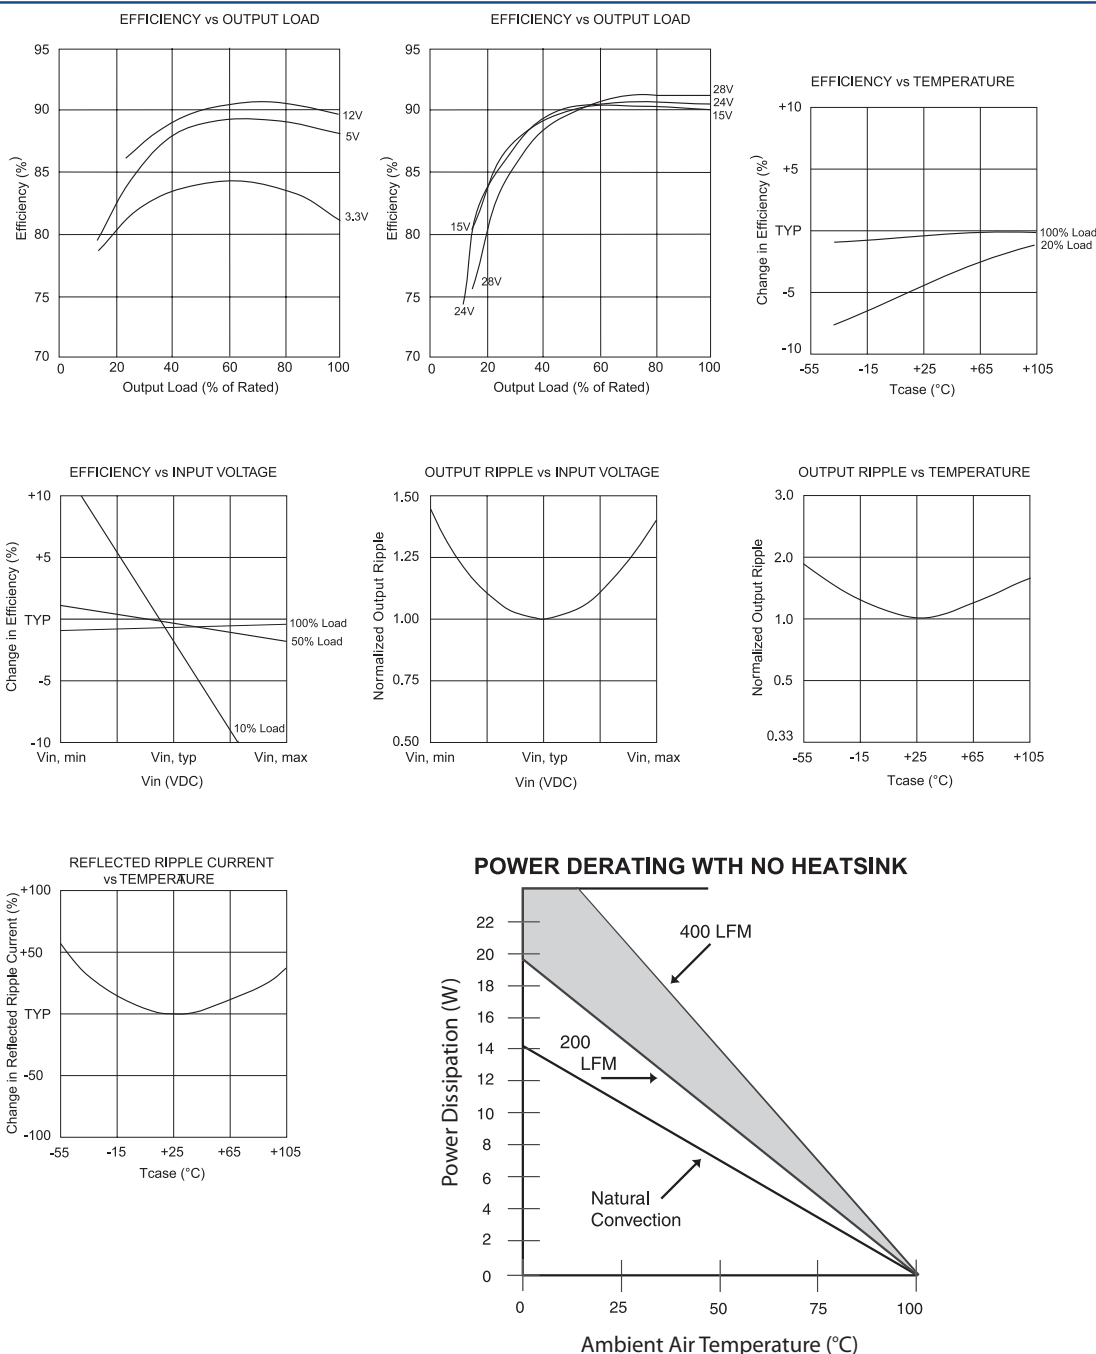 EFFICIENCY vs OUTPUT LOAD
95
90
85
80
75
70
Efficiency (%)
12V
5V
3.3V
0 20 40 60 80 100
Output Load (% of Rated)
EFFICIENCY vs OUTPUT LOAD
95
90
85
80
75
70
Efficiency (%)
28V
24V
15V
15V
28V
24V
0 20 40 60 80 100
Output Load (% of Rated)
EFFICIENCY vs TEMPERATURE
+10
+5
TYP
-5
-10
Change in Efficiency (%)
100% Load
20% Load
-55 -15 +25 +65 +105
Tcase (°C)
EFFICIENCY vs INPUT VOLTAGE
+10
+5
TYP
-5
-10
Change in Efficiency (%)
100% Load
50% Load
10% Load
Vin, min Vin, typ Vin, max
Vin (VDC)
OUTPUT RIPPLE vs INPUT VOLTAGE
1.50
1.25
1.00
0.75
0.50
Normalized Output Ripple
Vin, min Vin, typ Vin, max
Vin (VDC)
OUTPUT RIPPLE vs TEMPERATURE
3.0
2.0
1.0
0.5
0.33
Normalized Output Ripple
-55 -15 +25 +65 +105
Tcase (°C)
REFLECTED RIPPLE CURRENT
vs TEMPERATURE
+100
+50
TYP
-50
-100
Change in Reflected Ripple Current (%)
-55 -15 +25 +65 +105
Tcase (°C)
POWER DERATING WTH NO HEATSINK
22
20
18
16
14
12
10
8
6
4
2
0
Power Dissipation (W)
400 LFM
200
LFM
Natural
Convection
0 25 50 75 100
Ambient Air Temperature (°C)